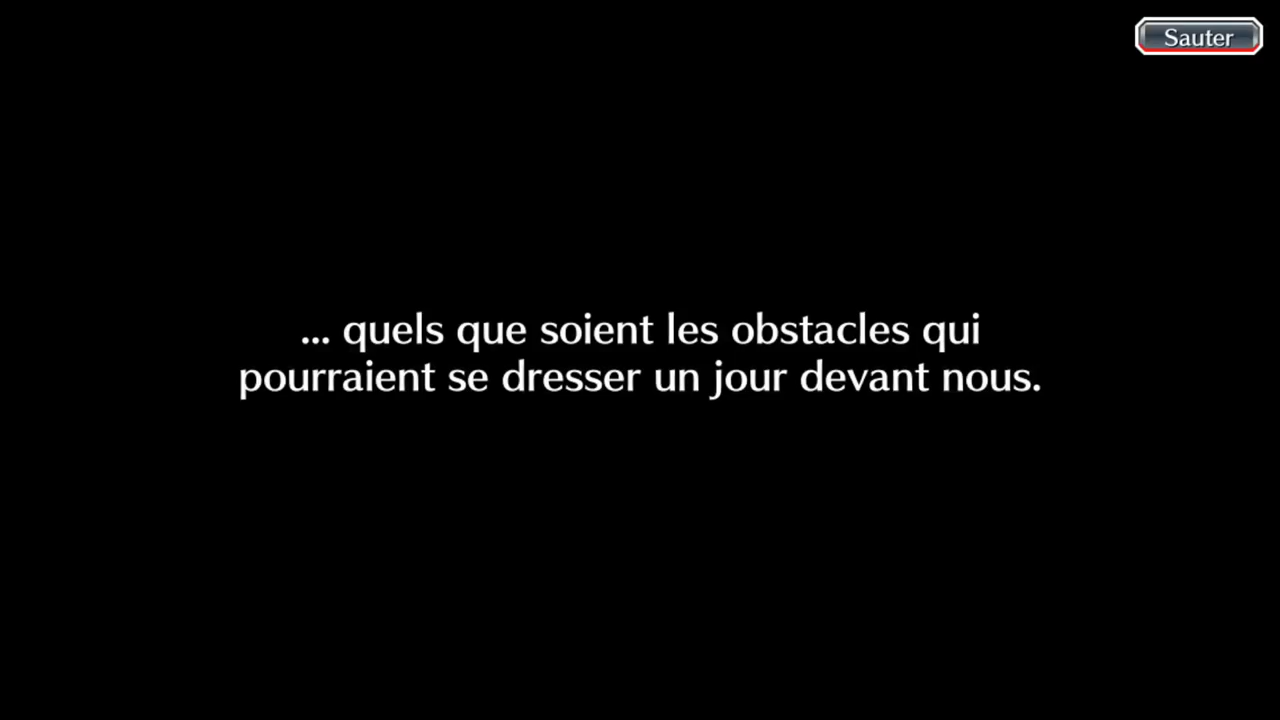 Sauter
... quels que soient les obstacles qui
pourraient se dresser un jour devant nous.